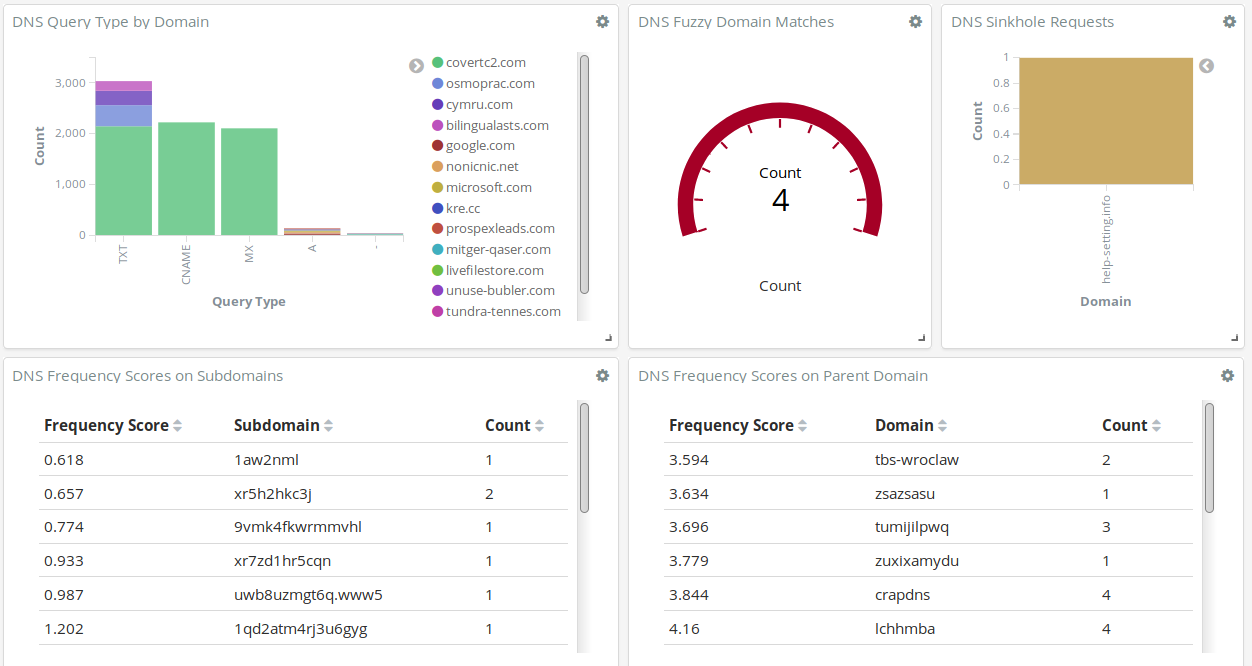 DNS Query Type by Domain
Count
3,000
2,000
1,000
0
TXT
CNAME
MX
A
-
Query Type
covertc2.com
osmoprac.com
cymru.com
bilingualasts.com
google.com
nonicnic.net
microsoft.com
kre.cc
prospexleads.com
mitger-qaser.com
livefilestore.com
unuse-bubler.com
tundra-tennes.com
DNS Fuzzy Domain Matches
Count
4
Count
DNS Sinkhole Requests
Count
1
0.8
0.6
0.4
0.2
0
help-setting.info
Domain
DNS Frequency Scores on Subdomains
Frequency Score Subdomain Count
0.618 1aw2nml 1
0.657 xr5h2hkc3j 2
0.774 9vmk4fkwrmmvhl 1
0.933 xr7zd1hr5cqn 1
0.987 uwb8uzmgt6q.www5 1
1.202 1qd2atm4rj3u6gyg 1
DNS Frequency Scores on Parent Domain
Frequency Score Domain Count
3.594 tbs-wroclaw 2
3.634 zsazsasu 1
3.696 tumijilpwq 3
3.779 zuxixamydu 1
3.844 crapdns 4
4.16 lchhmba 4